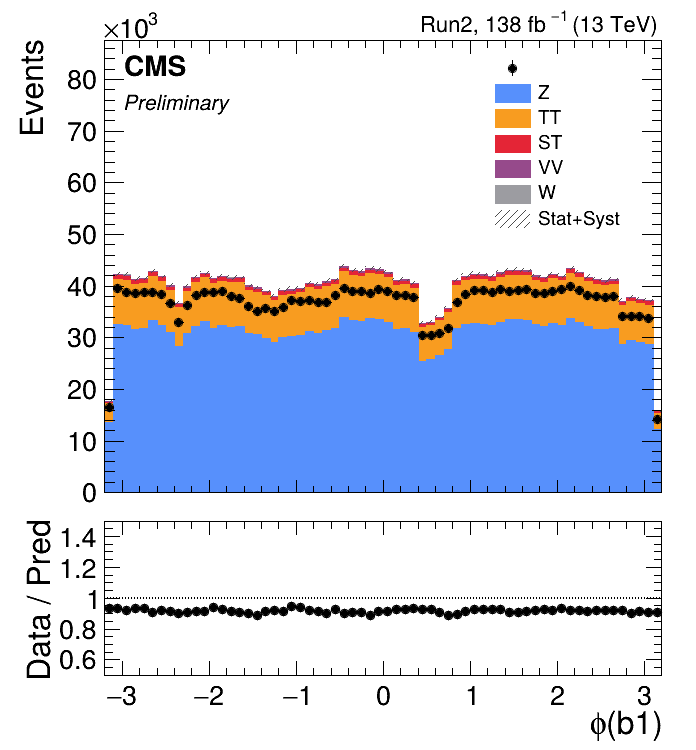 ×10³
Run2, 138 fb⁻¹ (13 TeV)
Events
CMS
Preliminary
Z
TT
ST
VV
W
Stat+Syst
80
70
60
50
40
30
20
10
0
Data / Pred
1.4
1.2
1
0.8
0.6
−3 −2 −1 0 1 2 3
ϕ(b1)